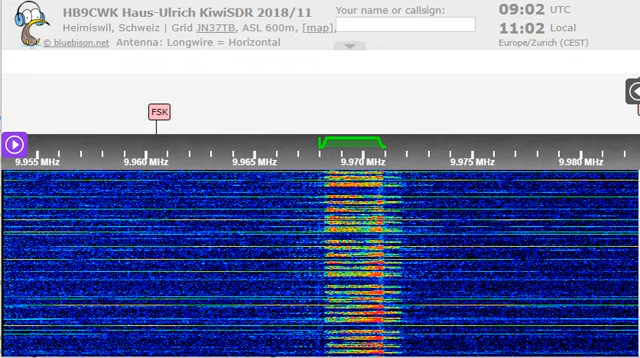 HB9CWK Haus-Ulrich KiwiSDR 2018/11
Heimiswil, Schweiz | Grid JN37TB, ASL 600m, [map]
© bluebison.net Antenna: Longwire = Horizontal
Your name or callsign:
09:02 UTC
11:02 Local
Europe/Zurich (CEST)
FSK
9.955 MHz 9.960 MHz 9.965 MHz 9.970 MHz 9.975 MHz 9.980 MHz